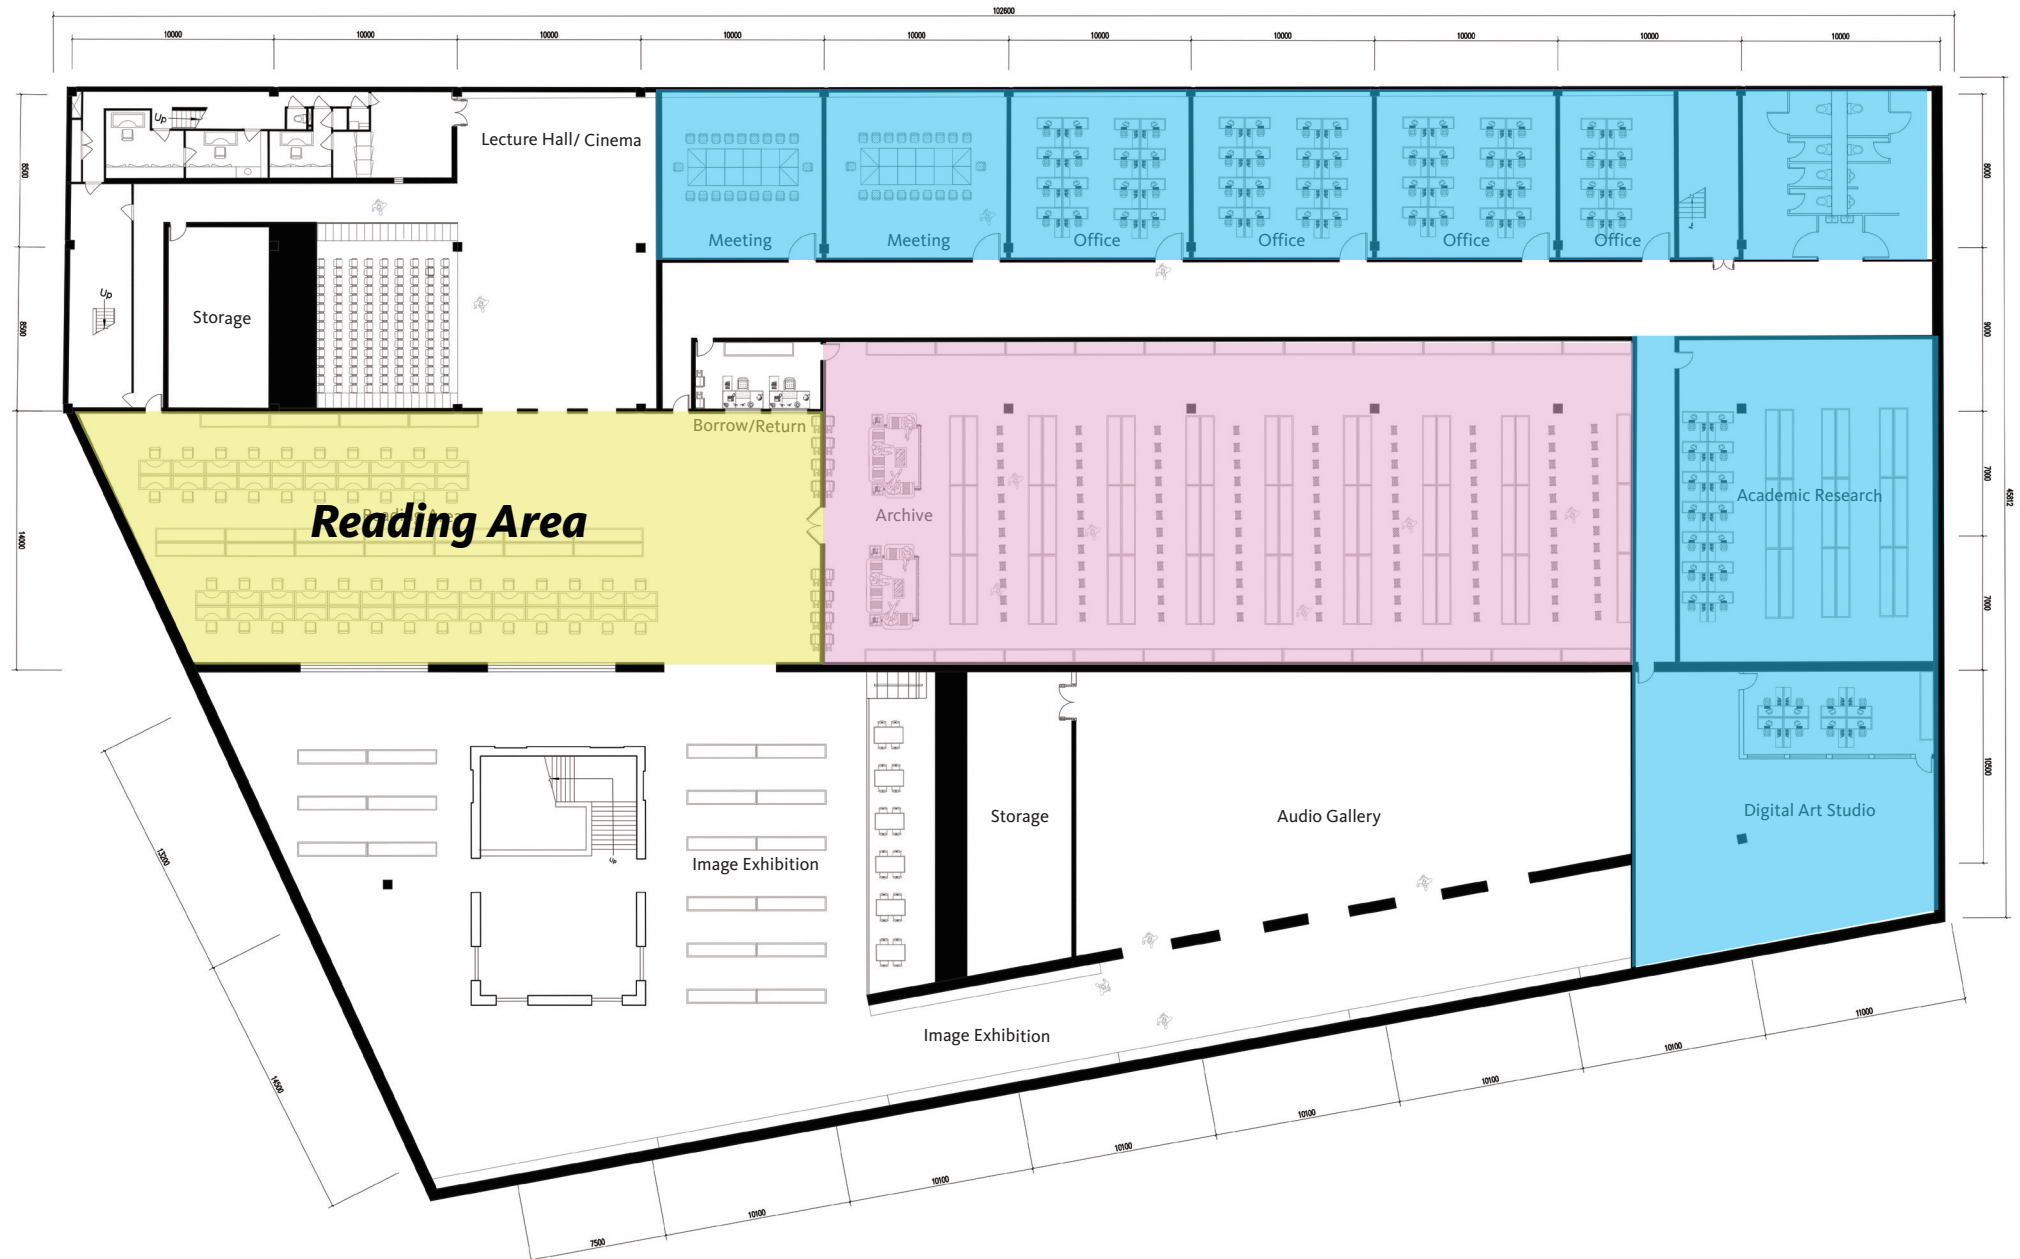 102600
10000 10000 10000 10000 10000 10000 10000 10000 10000 10000
Up
Lecture Hall/ Cinema
8500
8000
Meeting Meeting Office Office Office Office
Up
Storage
8500
9000
Borrow/Return
Reading Area
Reading Area
Archive
Academic Research
7000
45812
14000
7000
10500
Up
Storage
Audio Gallery
Digital Art Studio
Image Exhibition
13200
Image Exhibition
14500
11000
10100
10100
10100
10100
10100
10100
7500